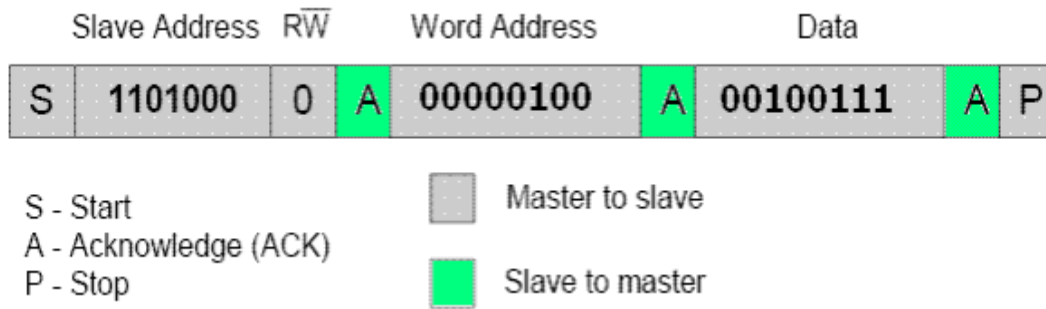 Slave Address RW̅ Word Address Data
S 1101000 0 A 00000100 A 00100111 A P
S - Start
A - Acknowledge (ACK)
P - Stop
Master to slave
Slave to master